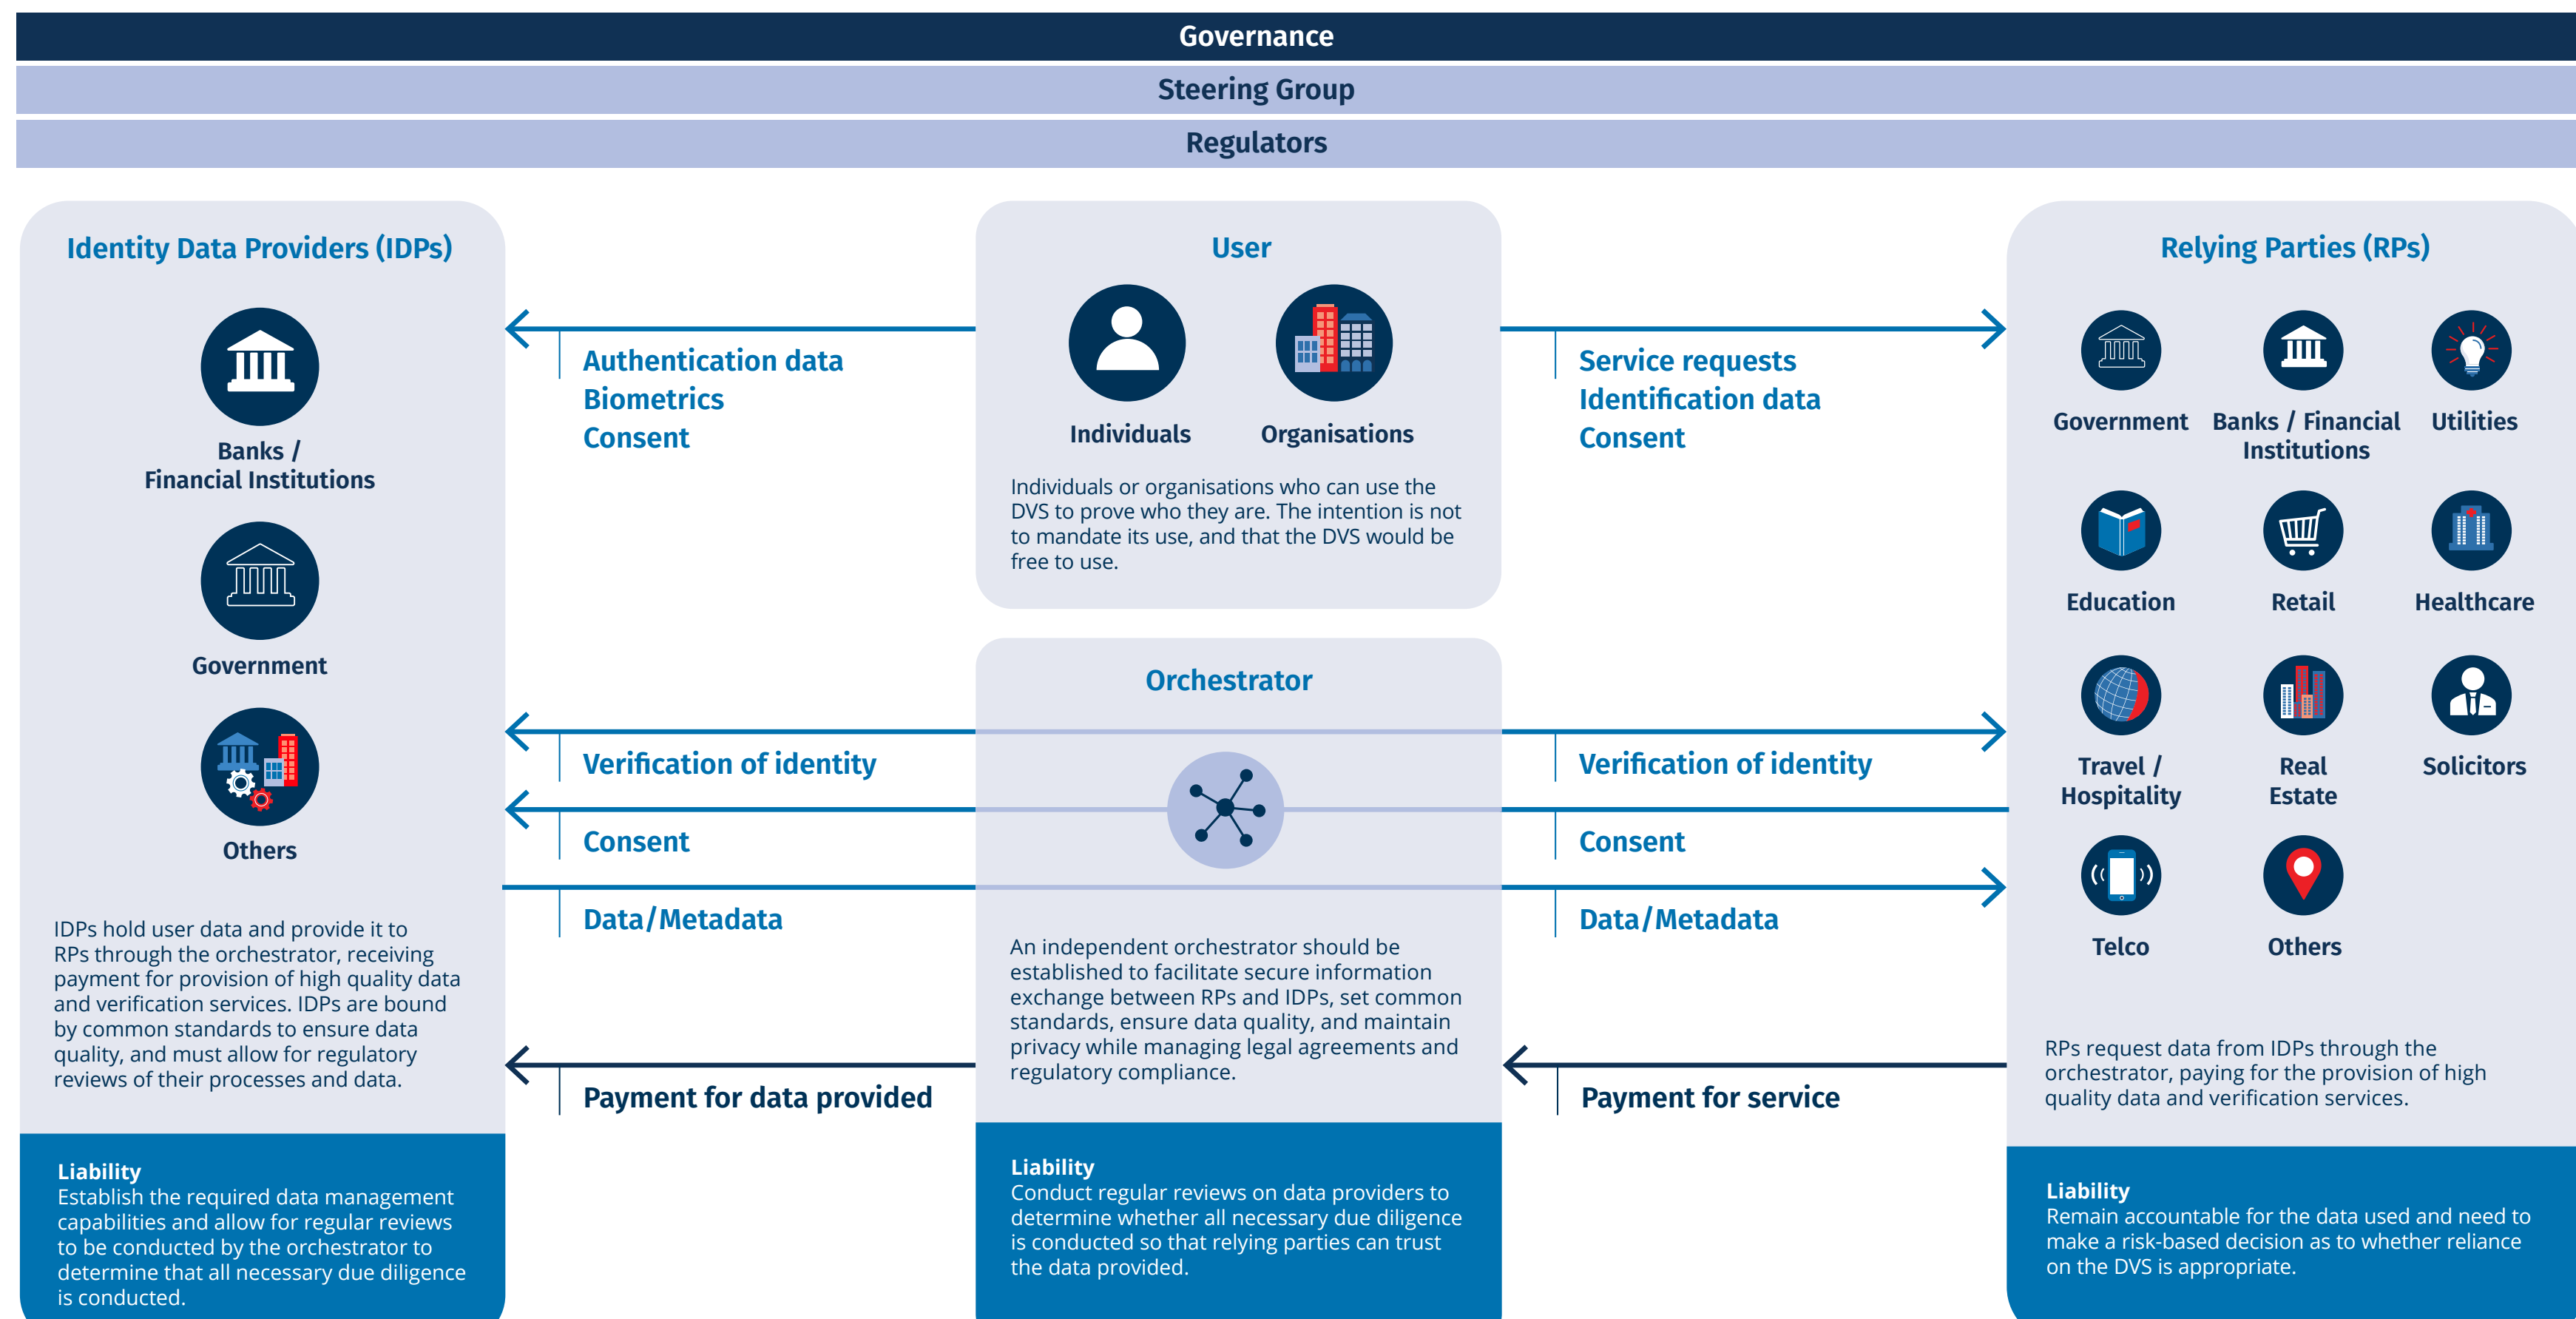 Governance
Steering Group
Regulators
Identity Data Providers (IDPs)
Banks /
Financial Institutions
Government
Others
IDPs hold user data and provide it to
RPs through the orchestrator, receiving
payment for provision of high quality data
and verification services. IDPs are bound
by common standards to ensure data
quality, and must allow for regulatory
reviews of their processes and data.
Liability
Establish the required data management
capabilities and allow for regular reviews
to be conducted by the orchestrator to
determine that all necessary due diligence
is conducted.
Authentication data
Biometrics
Consent
Verification of identity
Consent
Data/Metadata
Payment for data provided
User
Individuals
Organisations
Individuals or organisations who can use the
DVS to prove who they are. The intention is not
to mandate its use, and that the DVS would be
free to use.
Orchestrator
An independent orchestrator should be
established to facilitate secure information
exchange between RPs and IDPs, set common
standards, ensure data quality, and maintain
privacy while managing legal agreements and
regulatory compliance.
Liability
Conduct regular reviews on data providers to
determine whether all necessary due diligence
is conducted so that relying parties can trust
the data provided.
Service requests
Identification data
Consent
Verification of identity
Consent
Data/Metadata
Payment for service
Relying Parties (RPs)
Government
Banks / Financial
Institutions
Utilities
Education
Retail
Healthcare
Travel /
Hospitality
Real
Estate
Solicitors
Telco
Others
RPs request data from IDPs through the
orchestrator, paying for the provision of high
quality data and verification services.
Liability
Remain accountable for the data used and need to
make a risk-based decision as to whether reliance
on the DVS is appropriate.